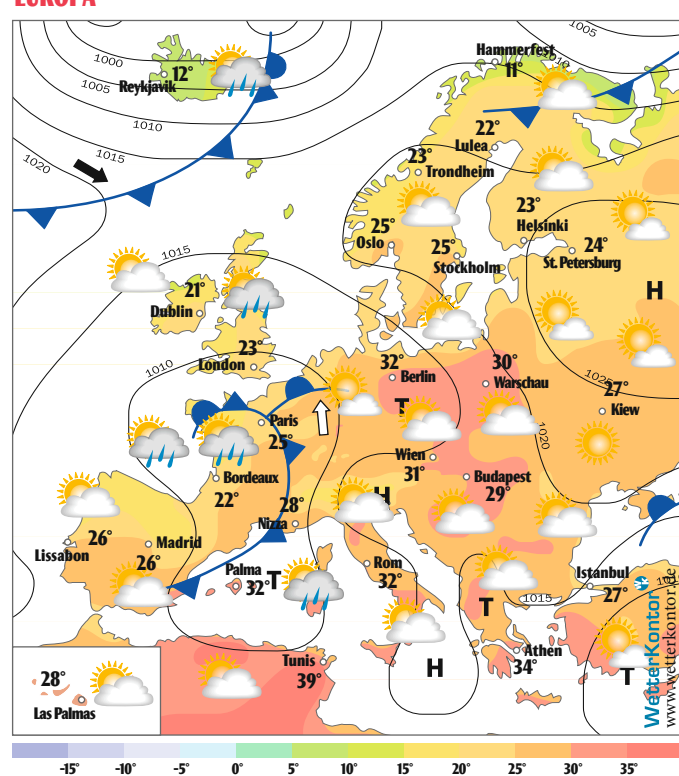 EUROPA
1005
Hammerfest
1010
11°
1000
12°
Reykjavik
1005
1010
22°
Lulea
1015
1020
23°
Trondheim
23°
Helsinki
25°
Oslo
24°
St. Petersburg
25°
Stockholm
1015
H
21°
Dublin
23°
London
1010
32°
Berlin
30°
Warschau
1025
27°
Kiew
T
Paris
25°
1020
Wien
31°
Bordeaux
22°
Budapest
29°
28°
Nizza
H
26°
Lissabon
Madrid
26°
Palma
32°
T
Rom
32°
Istanbul
27°
1015
T
Tunis
39°
H
Athen
34°
T
28°
Las Palmas
WetterKontor
www.wetterkontor.de
-15° -10° -5° 0° 5° 10° 15° 20° 25° 30° 35°